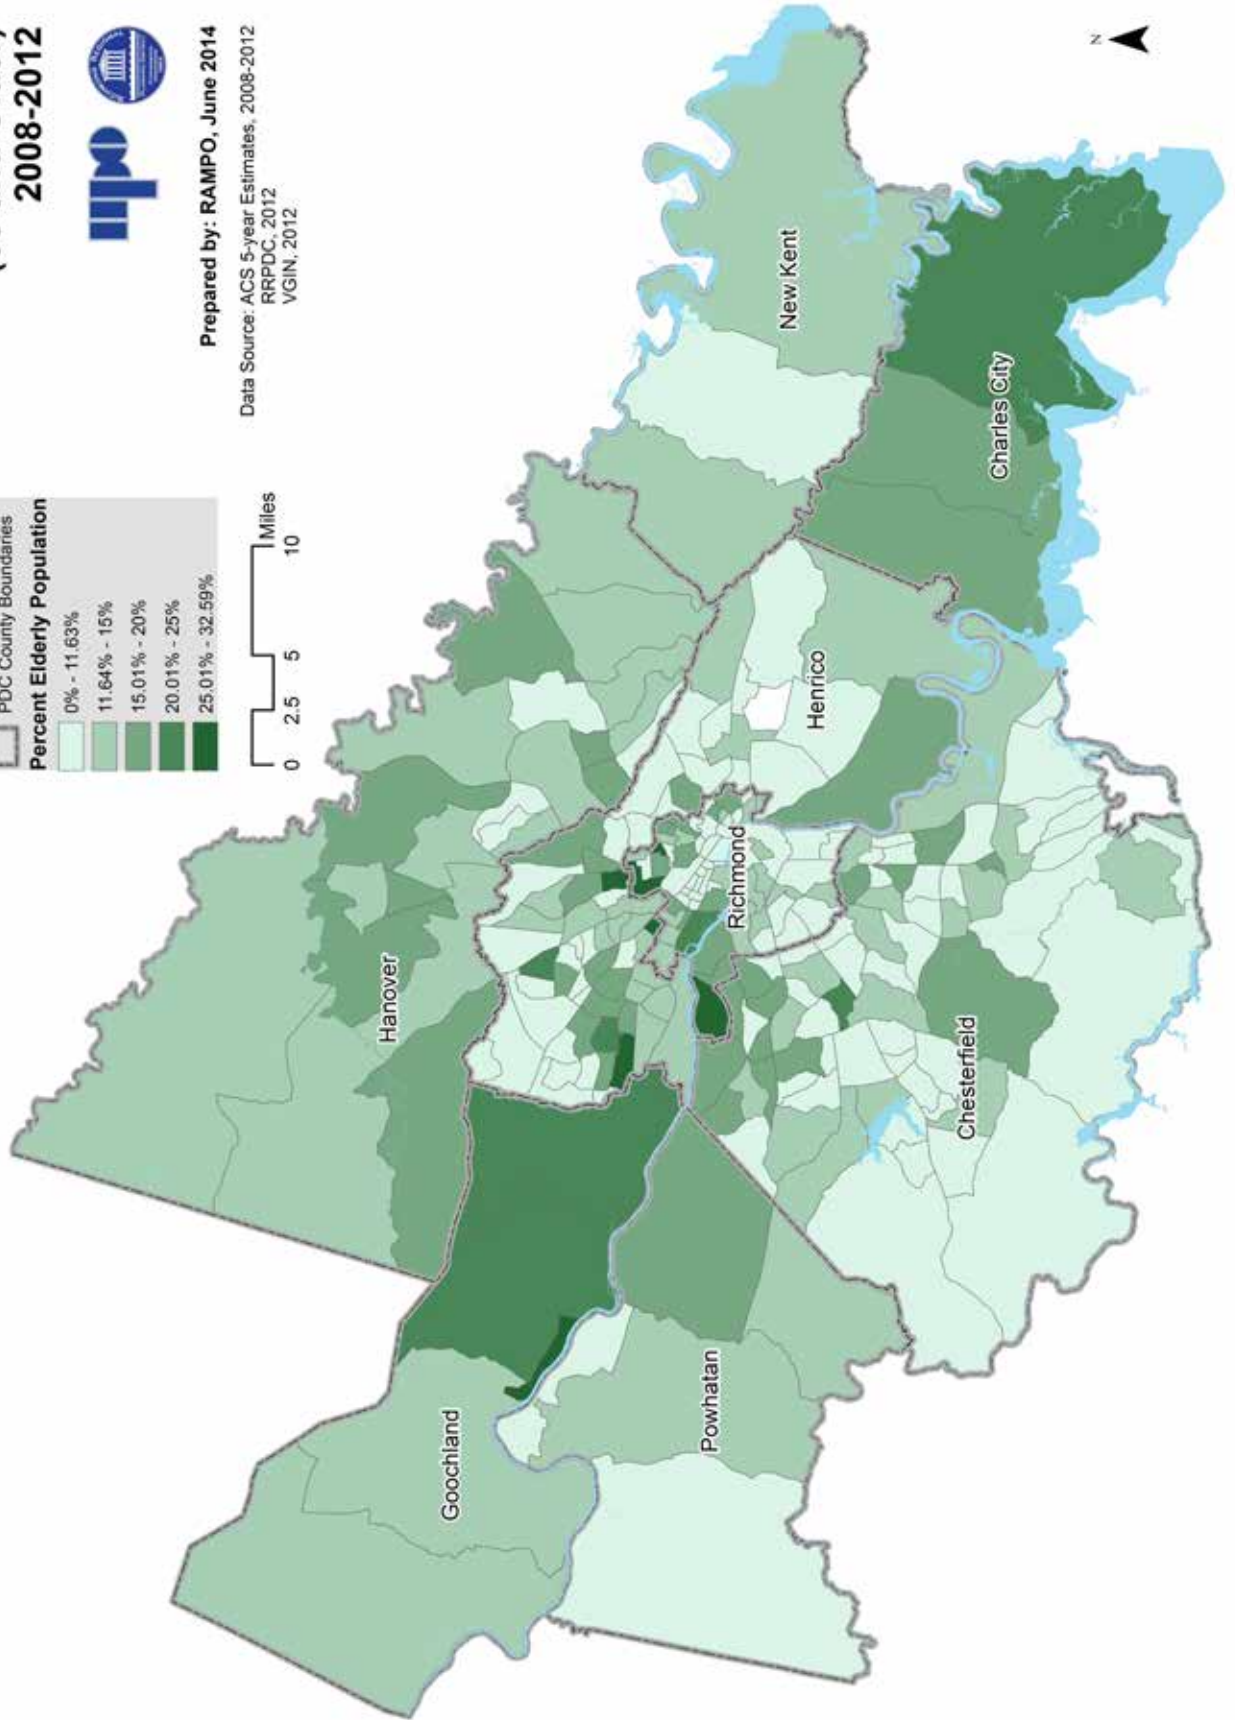 2008-2012
mpo
Prepared by: RAMPO, June 2014
Data Source: ACS 5-year Estimates, 2008-2012
RRPDC, 2012
VGIN, 2012
PDC County Boundaries
Percent Elderly Population
0% - 11.63%
11.64% - 15%
15.01% - 20%
20.01% - 25%
25.01% - 32.59%
0 2.5 5 10 Miles
N
Hanover
Goochland
Powhatan
Henrico
Richmond
Chesterfield
New Kent
Charles City